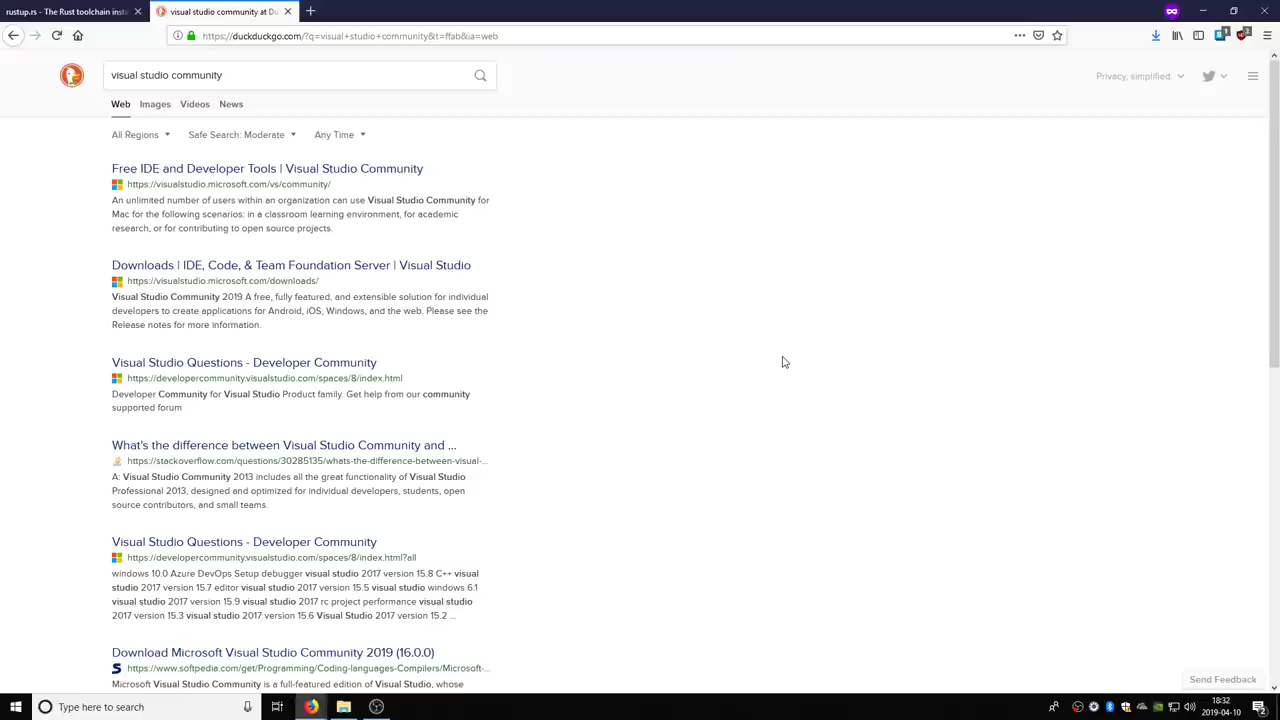 rustup.rs - The Rust toolchain insta
visual studio community at Du
https://duckduckgo.com/?q=visual+studio+community&t=ffab&ia=web
visual studio community
Privacy, simplified
Web Images Videos News
All Regions Safe Search: Moderate Any Time
Free IDE and Developer Tools | Visual Studio Community
https://visualstudio.microsoft.com/vs/community/
An unlimited number of users within an organization can use Visual Studio Community for
Mac for the following scenarios: in a classroom learning environment, for academic
research, or for contributing to open source projects.
Downloads | IDE, Code, & Team Foundation Server | Visual Studio
https://visualstudio.microsoft.com/downloads/
Visual Studio Community 2019 A free, fully featured, and extensible solution for individual
developers to create applications for Android, iOS, Windows, and the web. Please see the
Release notes for more information.
Visual Studio Questions - Developer Community
https://developercommunity.visualstudio.com/spaces/8/index.html
Developer Community for Visual Studio Product family. Get help from our community
supported forum
What's the difference between Visual Studio Community and ...
https://stackoverflow.com/questions/30285135/whats-the-difference-between-visual-...
A: Visual Studio Community 2013 includes all the great functionality of Visual Studio
Professional 2013, designed and optimized for individual developers, students, open
source contributors, and small teams.
Visual Studio Questions - Developer Community
https://developercommunity.visualstudio.com/spaces/8/index.html?all
windows 10.0 Azure DevOps Setup debugger visual studio 2017 version 15.8 C++ visual
studio 2017 version 15.7 editor visual studio 2017 version 15.5 visual studio windows 6.1
visual studio 2017 version 15.9 visual studio 2017 rc project performance visual studio
2017 version 15.3 visual studio 2017 version 15.6 Visual Studio 2017 version 15.2 ...
Download Microsoft Visual Studio Community 2019 (16.0.0)
https://www.softpedia.com/get/Programming/Coding-languages-Compilers/Microsoft-...
Microsoft Visual Studio Community is a full-featured edition of Visual Studio, whose
Send Feedback
Type here to search
18:32
2019-04-10